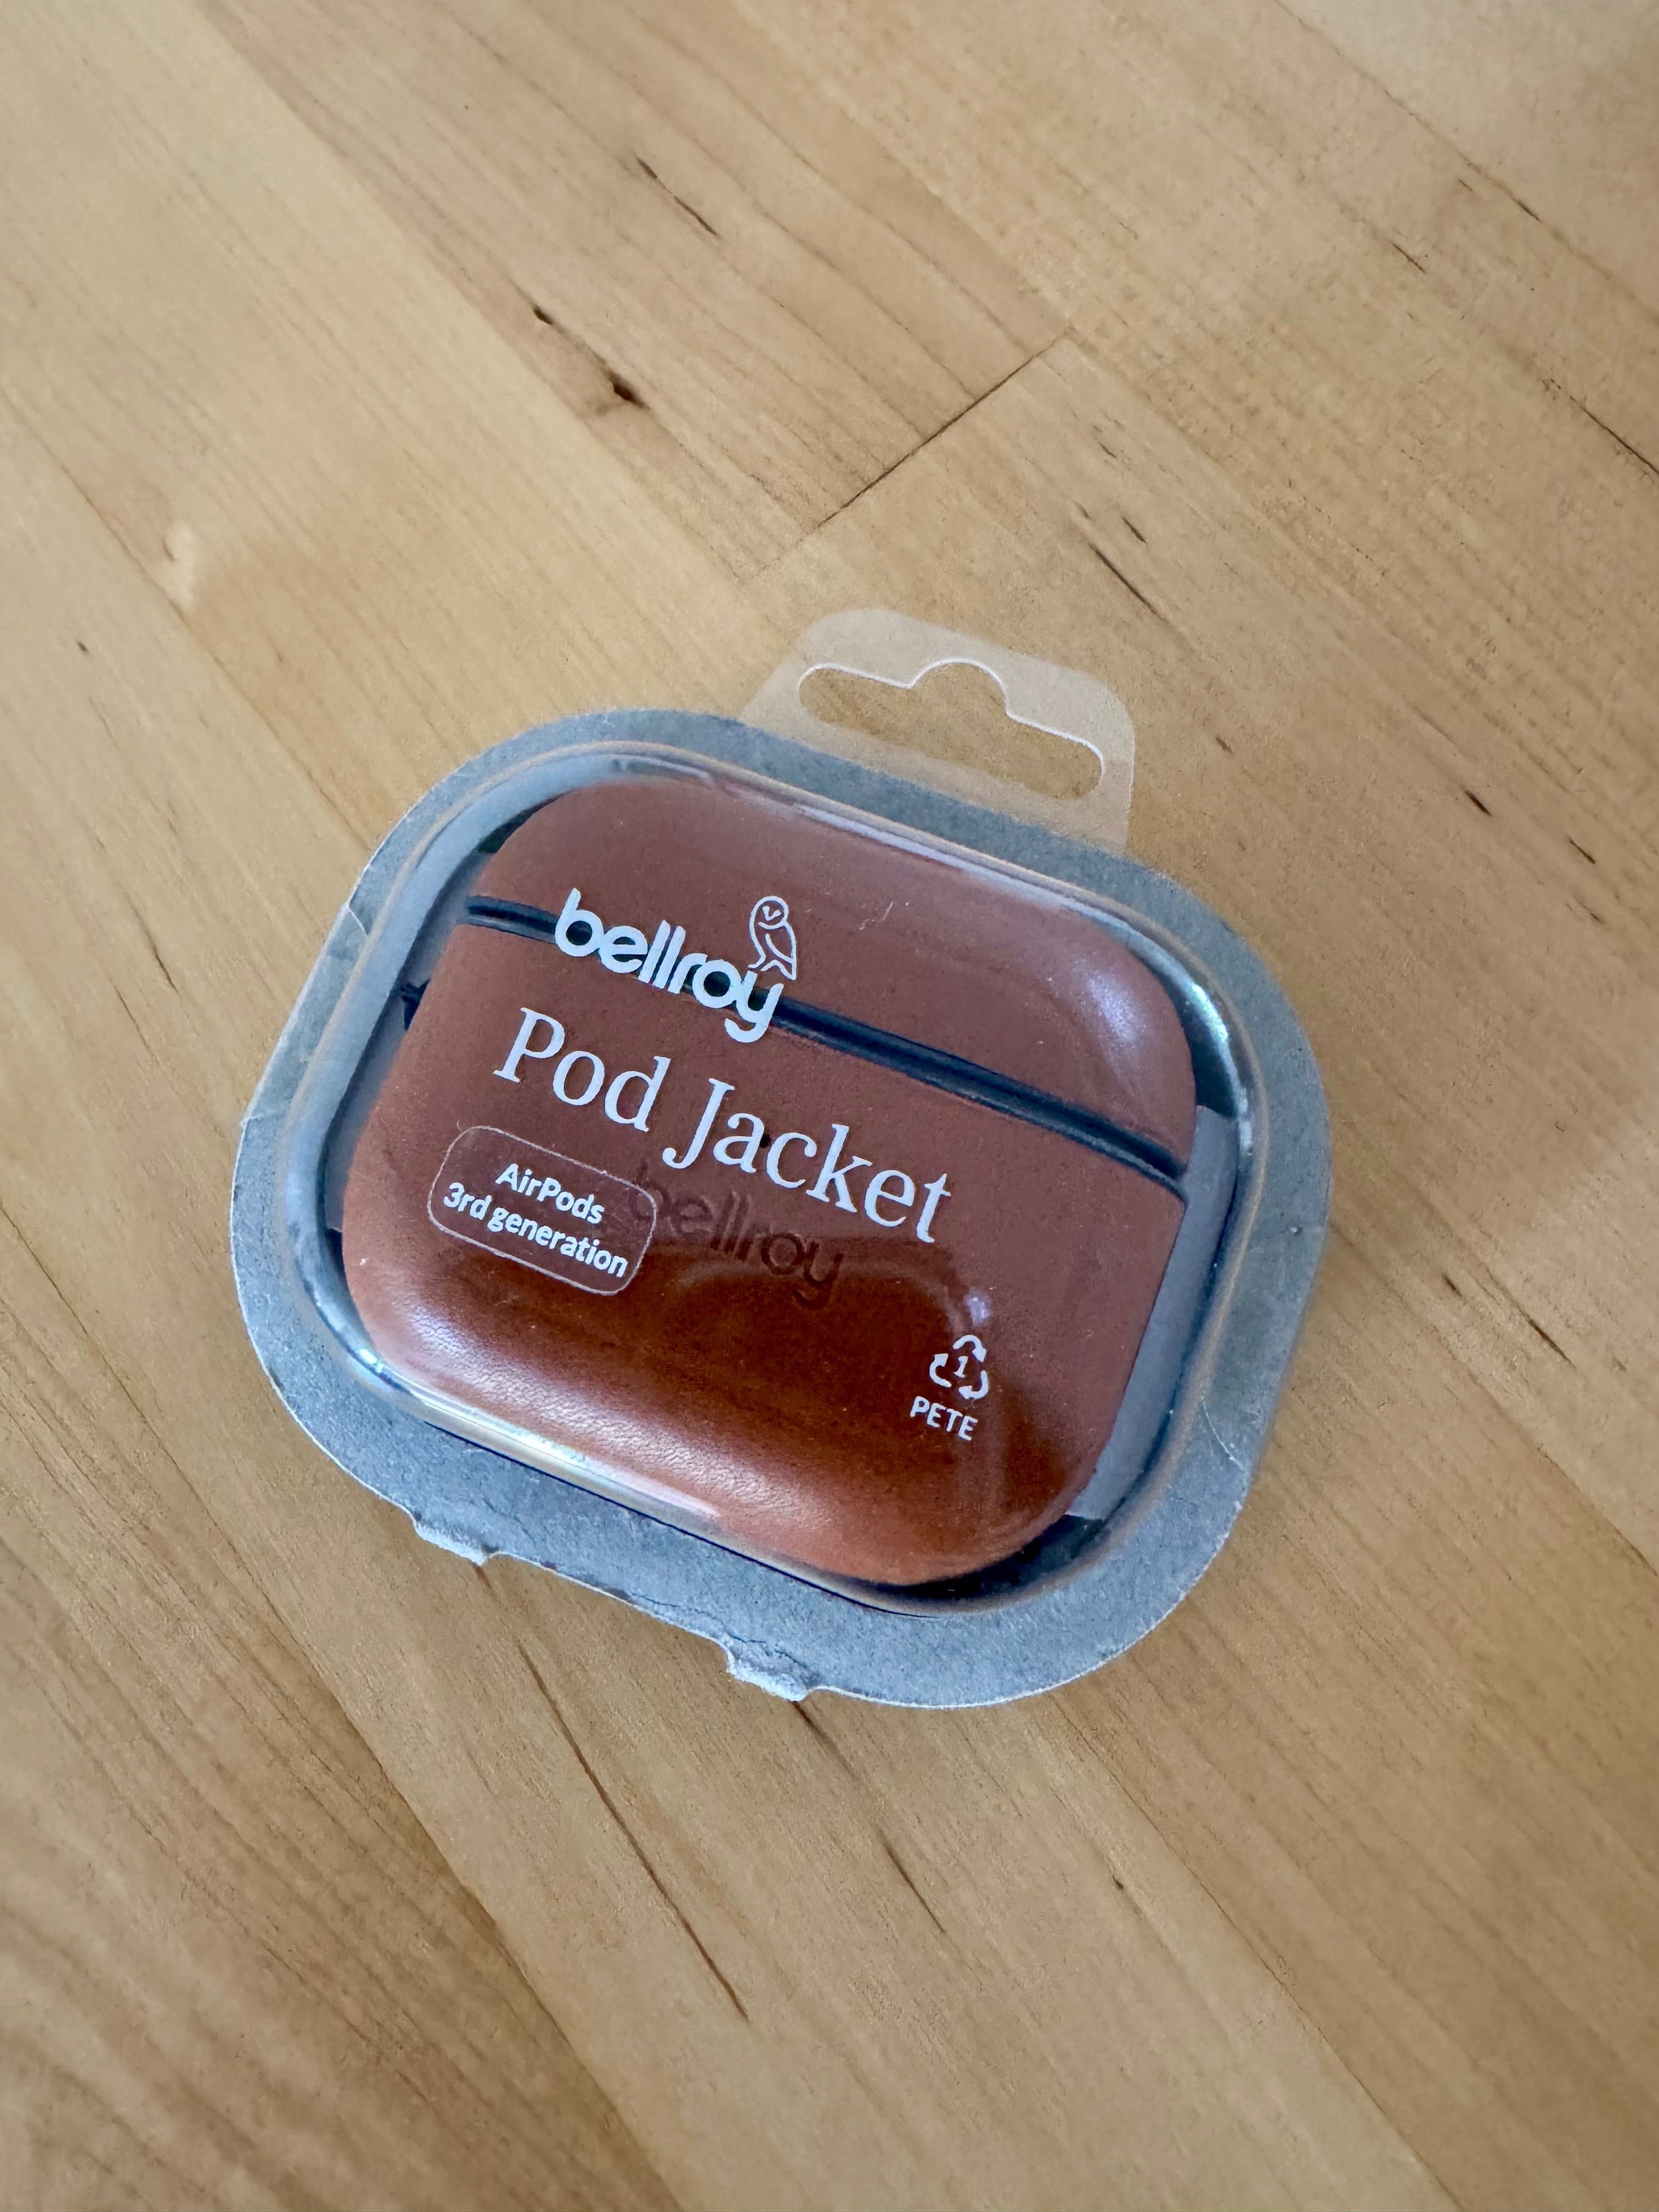 bellroy
Pod Jacket
AirPods
3rd generation
bellroy
1
PETE